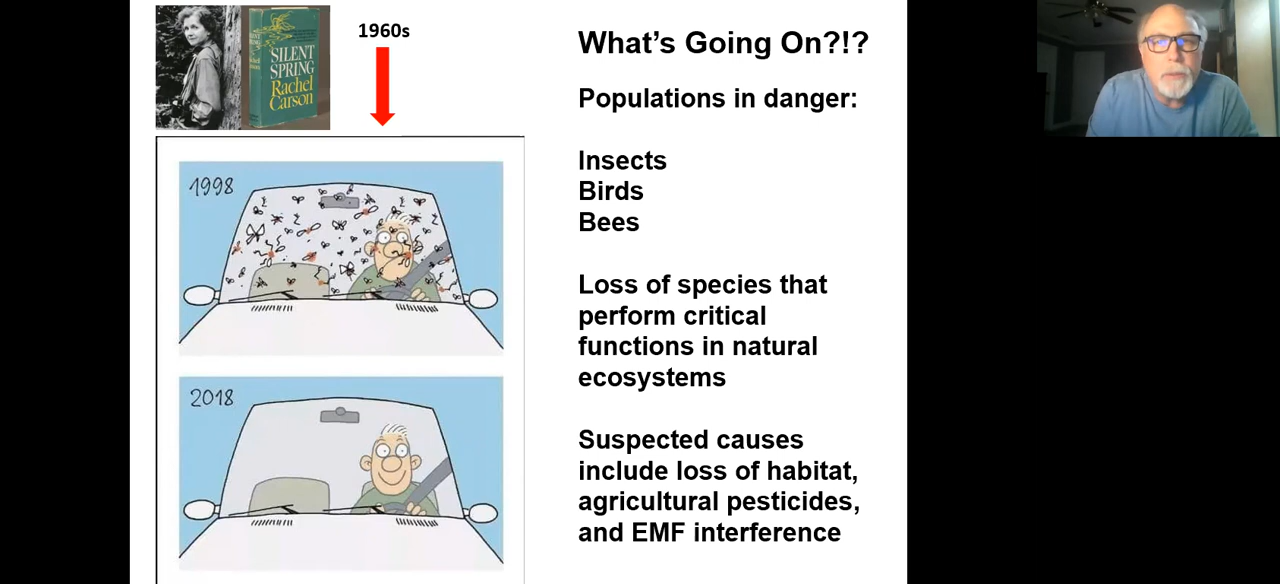 SILENT
SPRING
Rachel
Carson
1960s
1998
2018
What's Going On?!?
Populations in danger:
Insects
Birds
Bees
Loss of species that
perform critical
functions in natural
ecosystems
Suspected causes
include loss of habitat,
agricultural pesticides,
and EMF interference